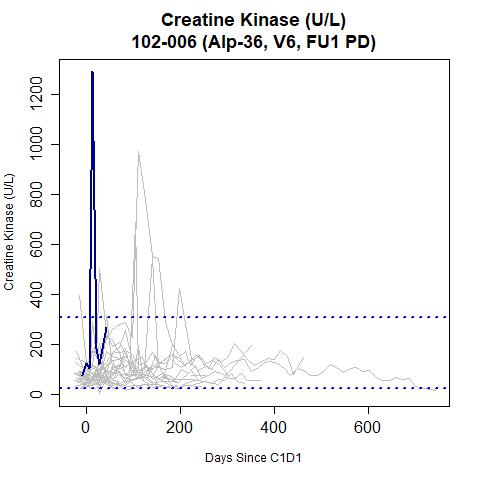 Creatine Kinase (U/L)
102-006 (Alp-36, V6, FU1 PD)
Creatine Kinase (U/L)
1200
1000
800
600
400
200
0
0 200 400 600
Days Since C1D1